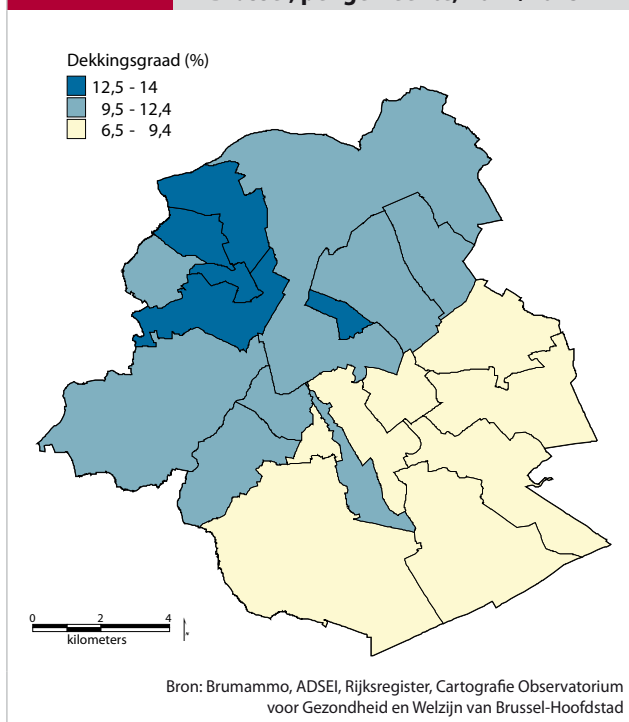 Dekkingsgraad (%)
12,5 - 14
9,5 - 12,4
6,5 - 9,4
0 2 4
kilometers
Bron: Brumammo, ADSEI, Rijksregister, Cartografie Observatorium
voor Gezondheid en Welzijn van Brussel-Hoofdstad